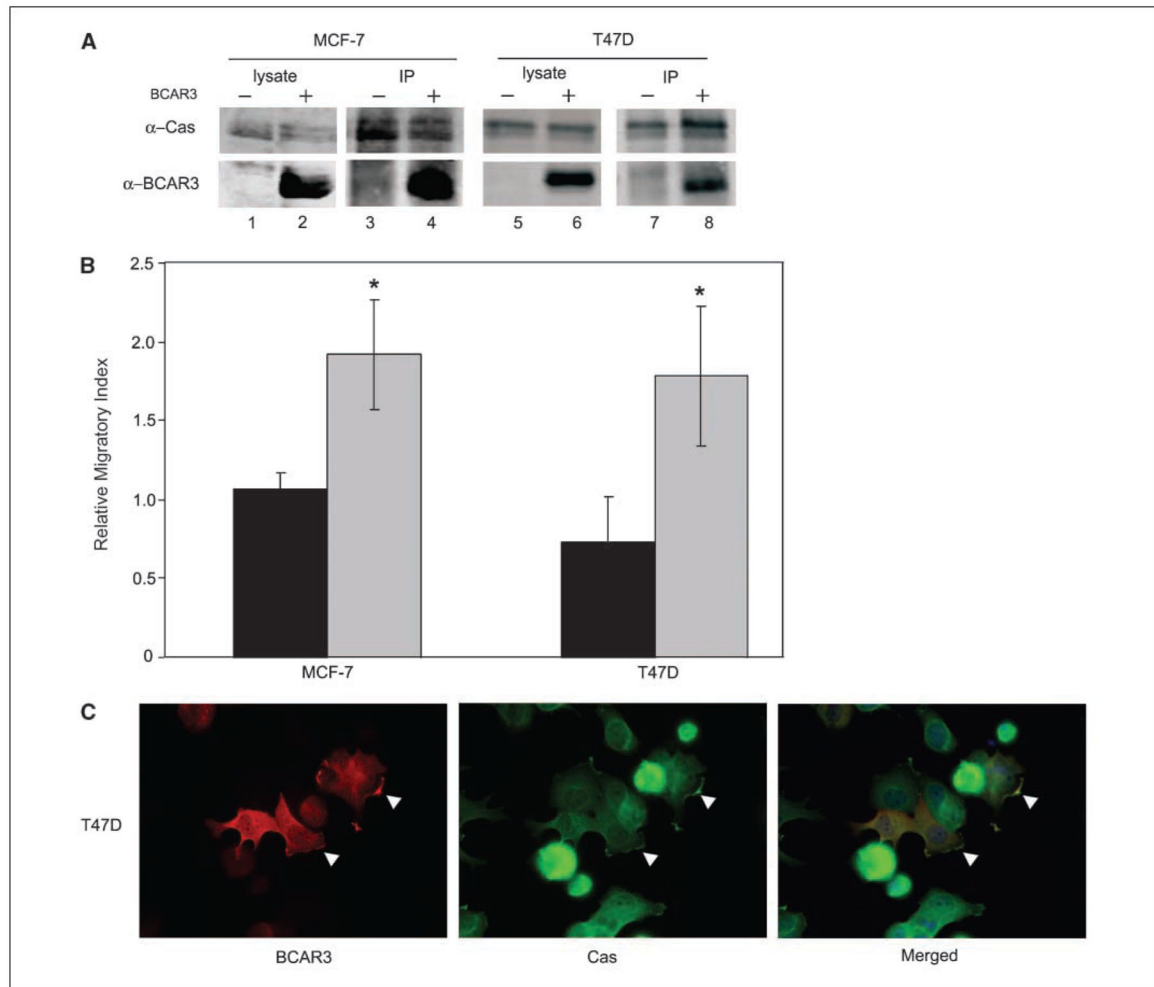 A
MCF-7 T47D
lysate IP lysate IP
BCAR3 – + – + – + – +
α–Cas
α–BCAR3
1 2 3 4 5 6 7 8
B
2.5
*
*
2.0
1.5
1.0
0.5
0
Relative Migratory Index
MCF-7 T47D
C
T47D
BCAR3 Cas Merged